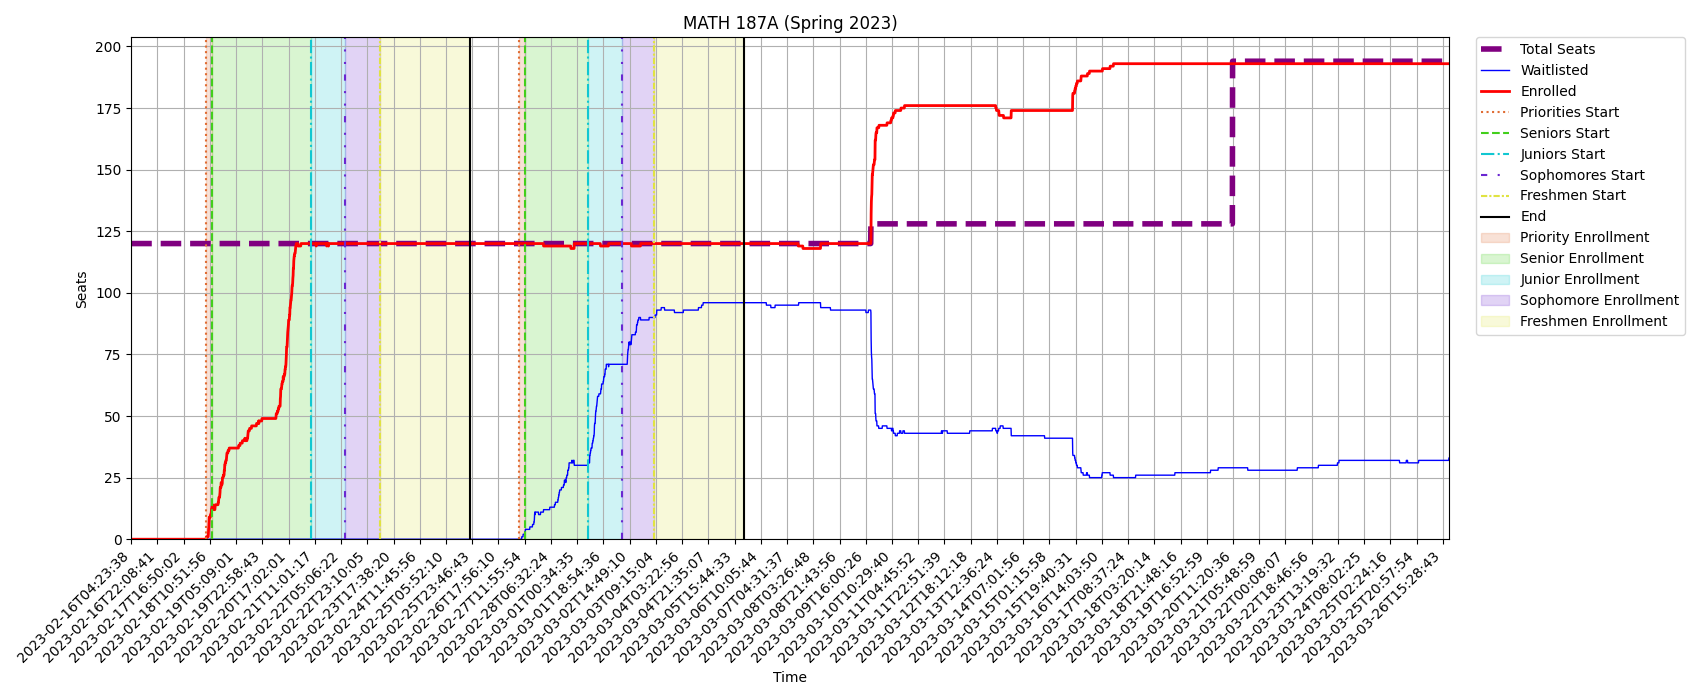 MATH 187A (Spring 2023)
200
175
150
125
100
75
50
25
0
Seats
2023-02-16T04:23:38
2023-02-16T22:08:41
2023-02-17T16:50:02
2023-02-18T10:51:56
2023-02-19T05:09:01
2023-02-19T22:58:43
2023-02-20T17:02:01
2023-02-21T11:01:17
2023-02-22T05:06:22
2023-02-22T23:10:05
2023-02-23T17:38:20
2023-02-24T11:45:56
2023-02-25T05:52:10
2023-02-25T23:46:43
2023-02-26T17:56:10
2023-02-27T11:55:54
2023-02-28T06:32:24
2023-03-01T00:34:35
2023-03-01T18:54:36
2023-03-02T14:49:10
2023-03-03T09:15:04
2023-03-04T03:22:56
2023-03-04T21:35:07
2023-03-05T15:44:33
2023-03-06T10:05:44
2023-03-07T04:31:37
2023-03-08T03:26:48
2023-03-08T21:43:56
2023-03-09T16:00:26
2023-03-10T10:29:40
2023-03-11T04:45:52
2023-03-11T22:51:39
2023-03-12T18:12:18
2023-03-13T12:36:24
2023-03-14T07:01:56
2023-03-15T01:15:58
2023-03-15T19:40:31
2023-03-16T14:03:50
2023-03-17T08:37:24
2023-03-18T03:20:14
2023-03-18T21:48:16
2023-03-19T16:52:59
2023-03-20T11:20:36
2023-03-21T05:48:59
2023-03-22T00:08:07
2023-03-22T18:46:56
2023-03-23T13:19:32
2023-03-24T08:02:25
2023-03-25T02:24:16
2023-03-25T20:57:54
2023-03-26T15:28:43
Time
Total Seats
Waitlisted
Enrolled
Priorities Start
Seniors Start
Juniors Start
Sophomores Start
Freshmen Start
End
Priority Enrollment
Senior Enrollment
Junior Enrollment
Sophomore Enrollment
Freshmen Enrollment